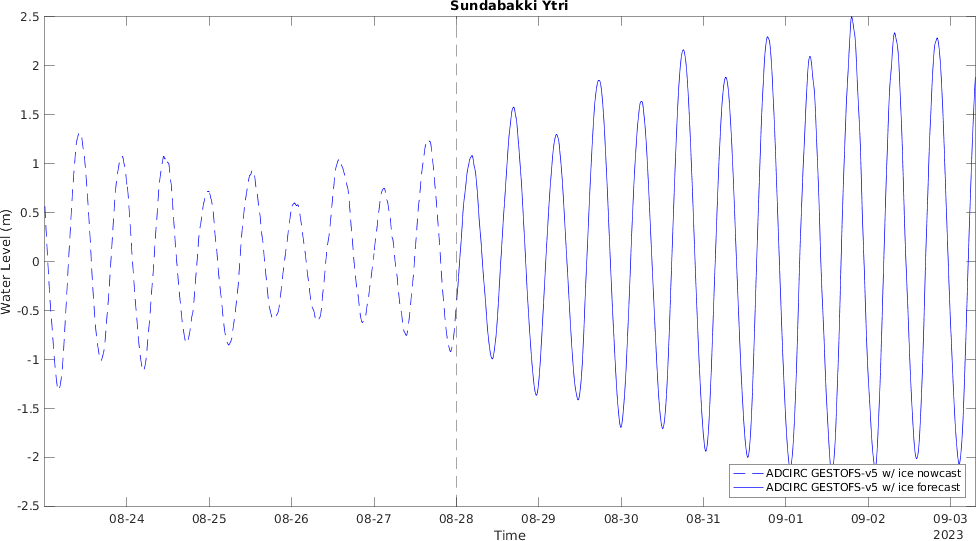 Sundabakki Ytri
2.5
2
1.5
1
0.5
0
-0.5
-1
-1.5
-2
-2.5
Water Level (m)
ADCIRC GESTOFS-v5 w/ ice nowcast
ADCIRC GESTOFS-v5 w/ ice forecast
08-24 08-25 08-26 08-27 08-28 08-29 08-30 08-31 09-01 09-02 09-03
Time
2023